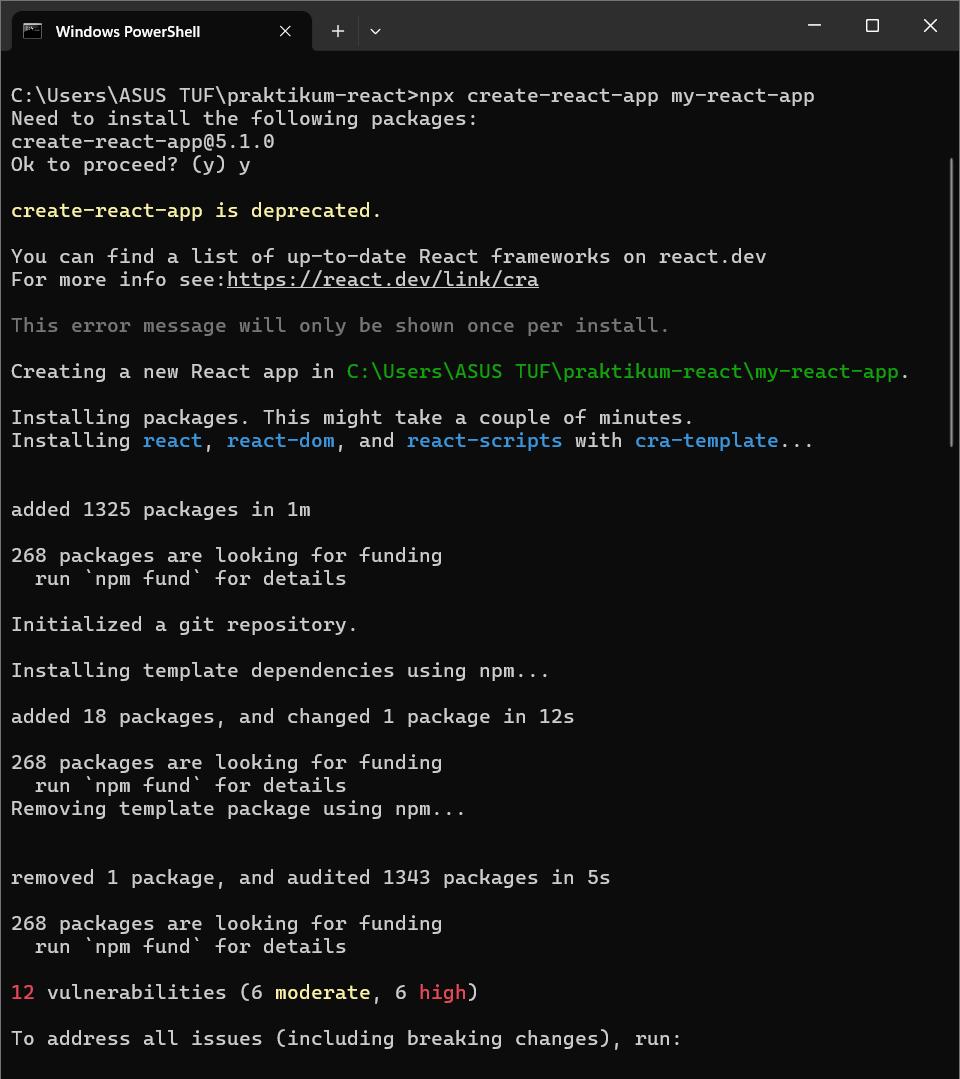 Windows PowerShell
C:\Users\ASUS TUF\praktikum-react>npx create-react-app my-react-app
Need to install the following packages:
create-react-app@5.1.0
Ok to proceed? (y) y
create-react-app is deprecated.
You can find a list of up-to-date React frameworks on react.dev
For more info see:https://react.dev/link/cra
This error message will only be shown once per install.
Creating a new React app in C:\Users\ASUS TUF\praktikum-react\my-react-app.
Installing packages. This might take a couple of minutes.
Installing react, react-dom, and react-scripts with cra-template...
added 1325 packages in 1m
268 packages are looking for funding
  run `npm fund` for details
Initialized a git repository.
Installing template dependencies using npm...
added 18 packages, and changed 1 package in 12s
268 packages are looking for funding
  run `npm fund` for details
Removing template package using npm...
removed 1 package, and audited 1343 packages in 5s
268 packages are looking for funding
  run `npm fund` for details
12 vulnerabilities (6 moderate, 6 high)
To address all issues (including breaking changes), run: